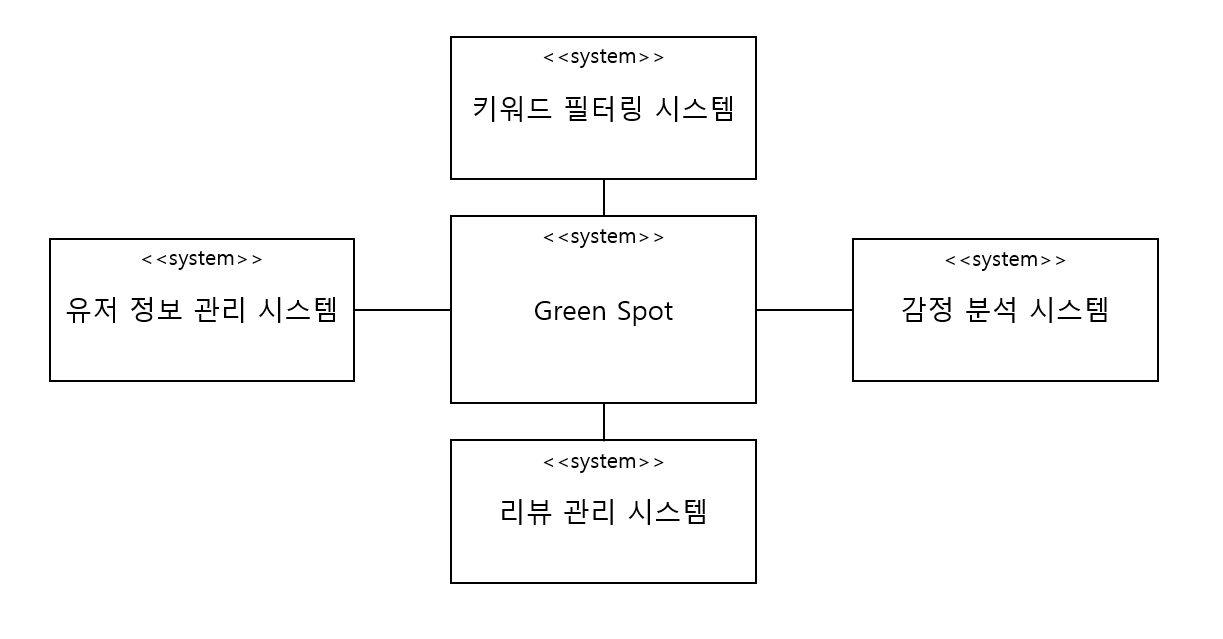 <<system>>
키워드 필터링 시스템
<<system>>
유저 정보 관리 시스템
<<system>>
Green Spot
<<system>>
감정 분석 시스템
<<system>>
리뷰 관리 시스템